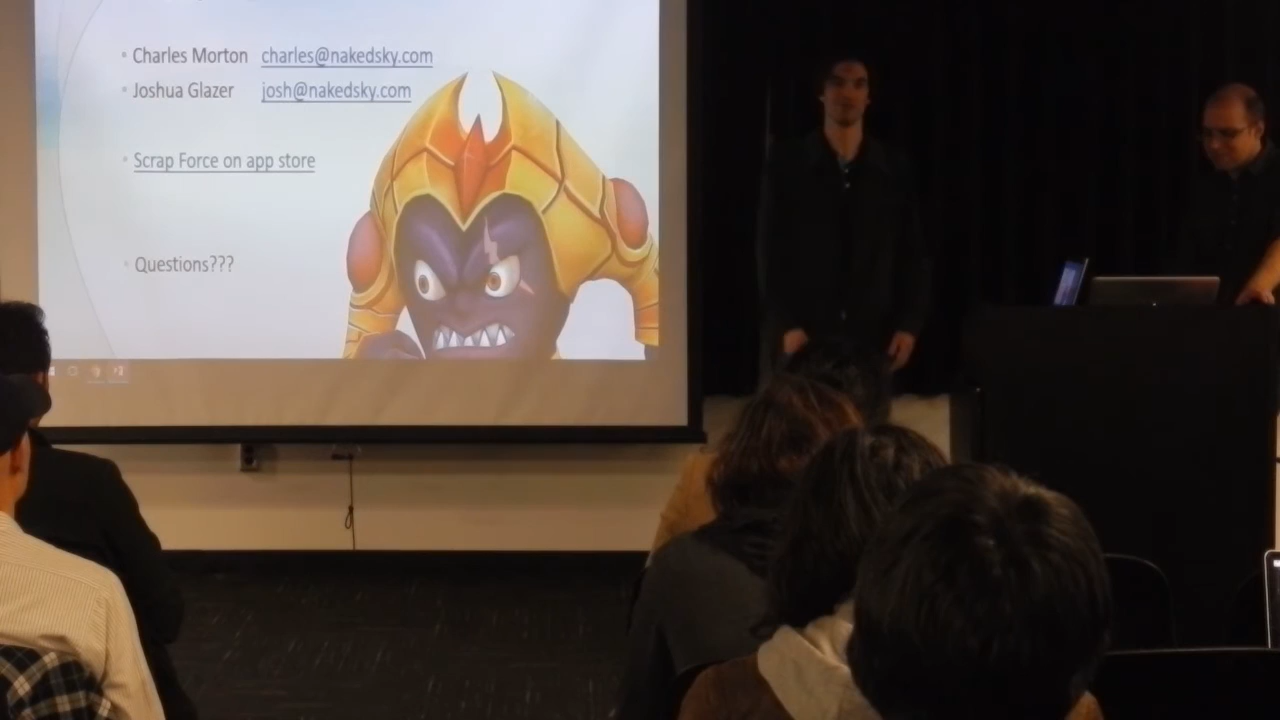 Charles Morton charles@nakedsky.com
Joshua Glazer josh@nakedsky.com
Scrap Force on app store
Questions???